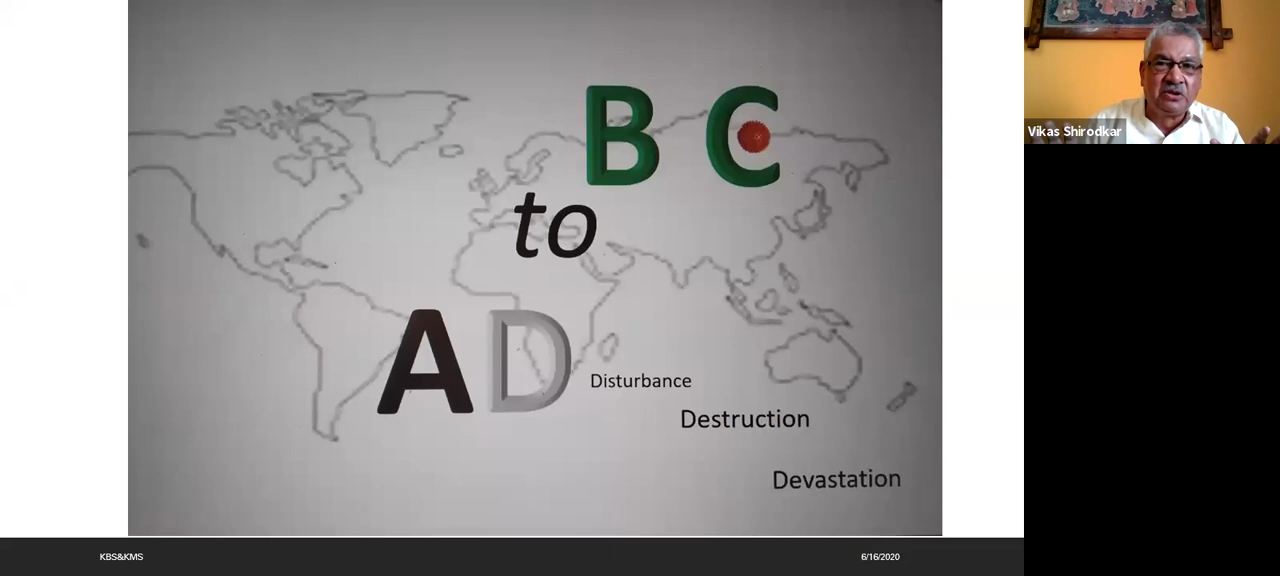 B C
to
A D
Disturbance
Destruction
Devastation
Vikas Shirodkar
KBS&KMS
6/16/2020